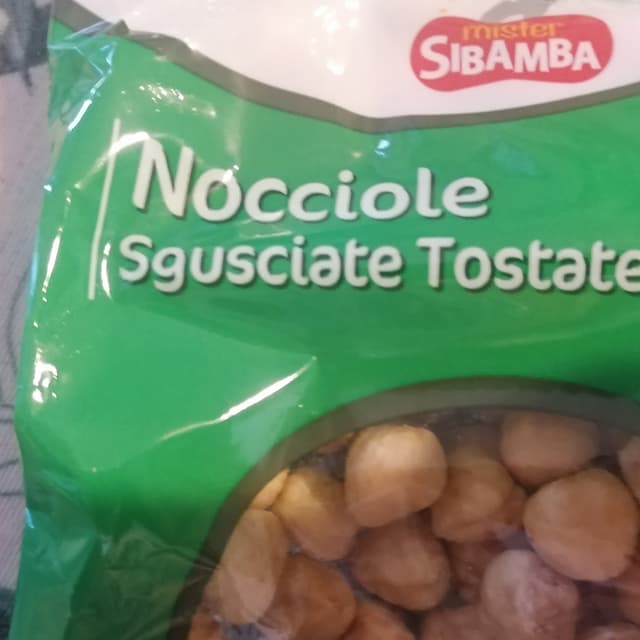 mister
SIBAMBA
Nocciole
Sgusciate Tostate